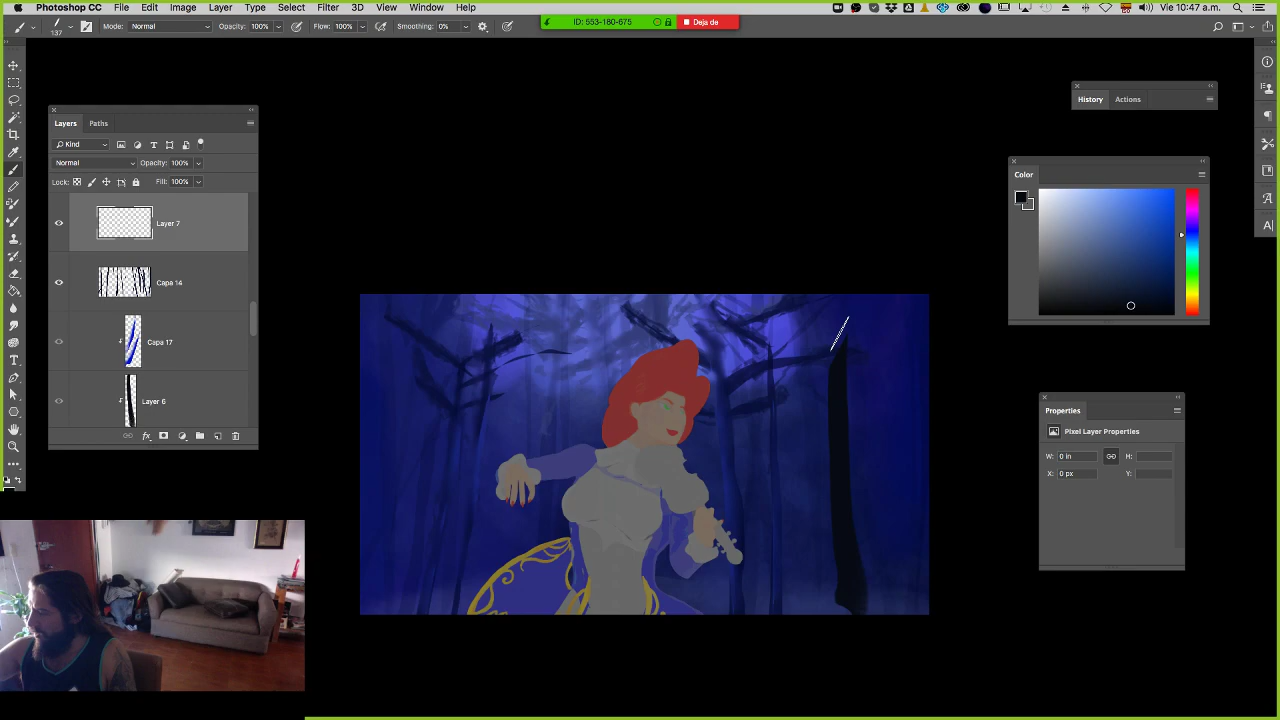 Photoshop CC File Edit Image Layer Type Select Filter 3D View Window Help
Vie 10:47 a.m.
137 Mode: Normal Opacity: 100% Flow: 100% Smoothing: 0%
ID: 553-180-675 Deja de
Layers Paths
Kind
Normal Opacity: 100%
Lock: Fill: 100%
Layer 7
Capa 14
Capa 17
Layer 6
fx
History Actions
Color
Properties
Pixel Layer Properties
W: 0 in H:
X: 0 px Y: